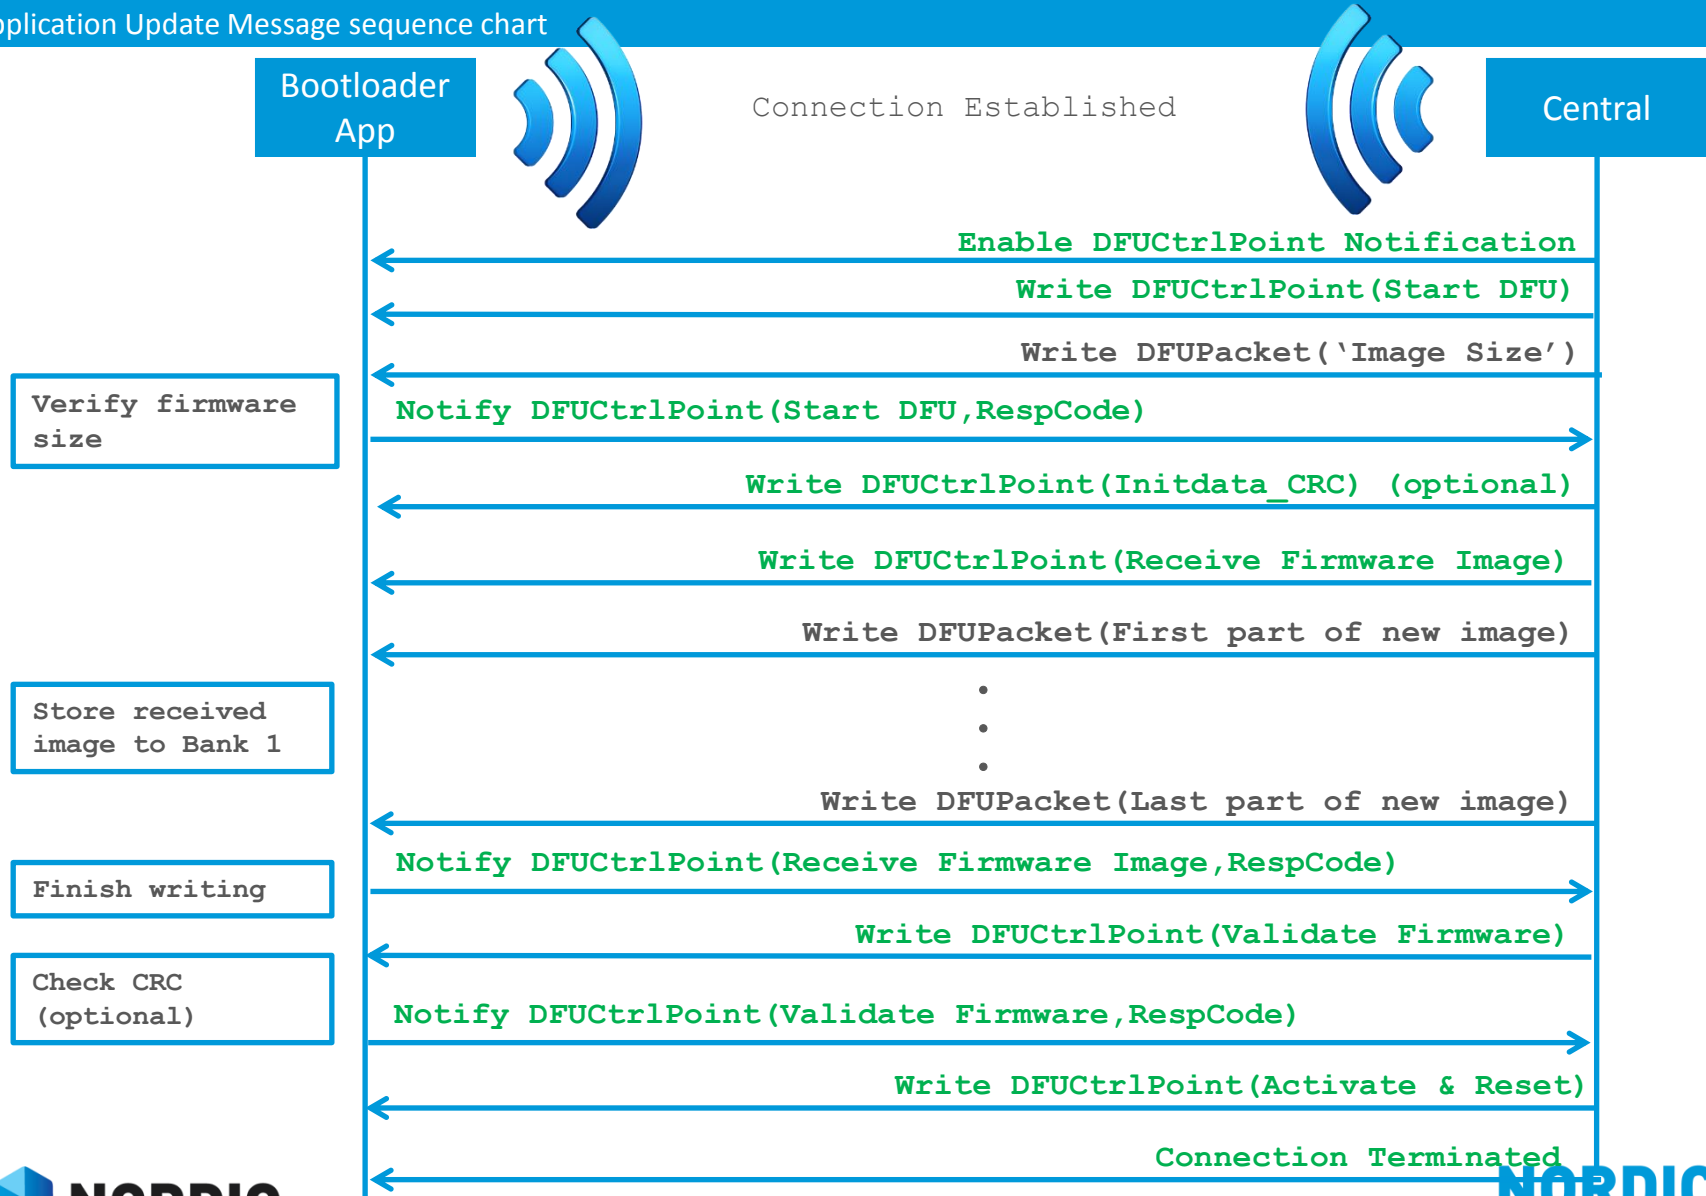 pplication Update Message sequence chart
Bootloader
App
Connection Established
Central
Enable DFUCtrlPoint Notification
Write DFUCtrlPoint(Start DFU)
Write DFUPacket(‘Image Size’)
Verify firmware
size
Notify DFUCtrlPoint(Start DFU,RespCode)
Write DFUCtrlPoint(Initdata_CRC) (optional)
Write DFUCtrlPoint(Receive Firmware Image)
Write DFUPacket(First part of new image)
Store received
image to Bank 1
Write DFUPacket(Last part of new image)
Notify DFUCtrlPoint(Receive Firmware Image,RespCode)
Finish writing
Write DFUCtrlPoint(Validate Firmware)
Check CRC
(optional)
Notify DFUCtrlPoint(Validate Firmware,RespCode)
Write DFUCtrlPoint(Activate & Reset)
Connection Terminated
NORDIC
NORDIC